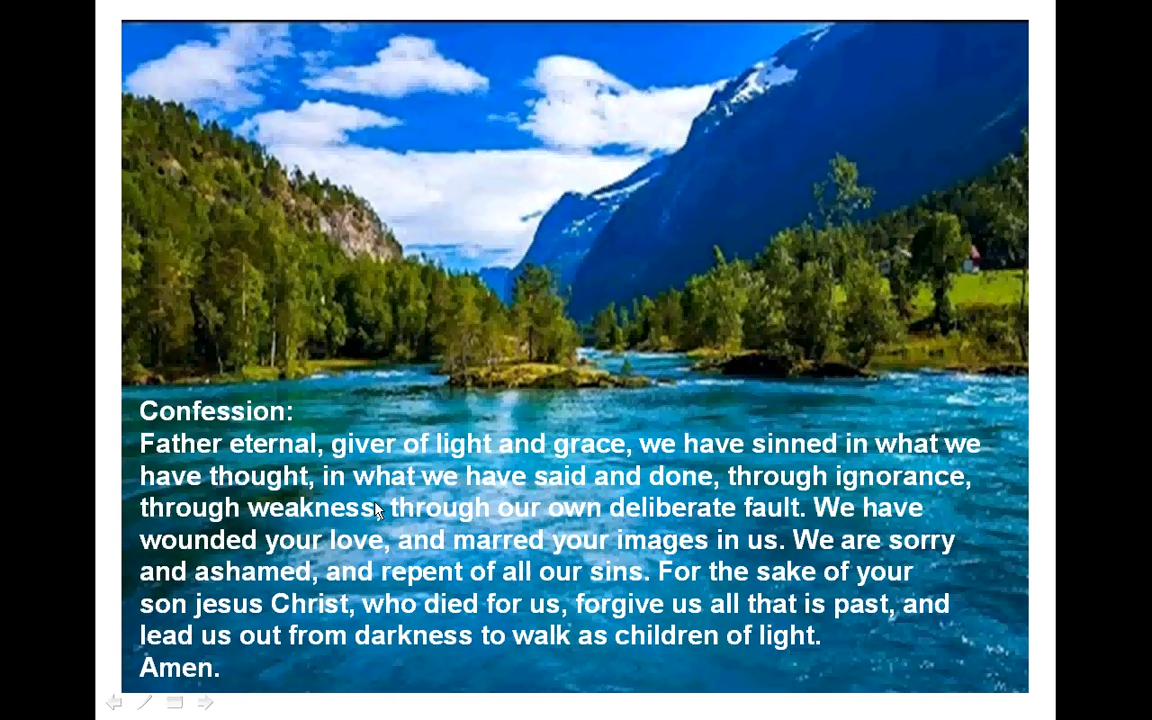 Confession:
Father eternal, giver of light and grace, we have sinned in what we
have thought, in what we have said and done, through ignorance,
through weakness, through our own deliberate fault. We have
wounded your love, and marred your images in us. We are sorry
and ashamed, and repent of all our sins. For the sake of your
son jesus Christ, who died for us, forgive us all that is past, and
lead us out from darkness to walk as children of light.
Amen.